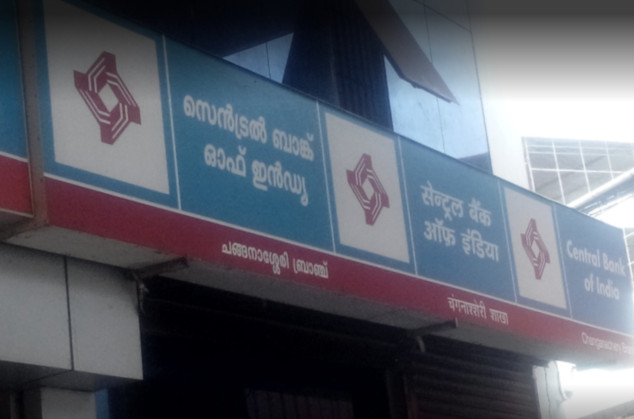 സെൻട്രൽ ബാങ്ക്
ഓഫ് ഇൻഡ്യ
सेन्ट्रल बैंक
ऑफ़ इंडिया
Central Bank
of India
ചങ്ങനാശ്ശേരി ബ്രാഞ്ച്
चंगनाश्शेरी शाखा